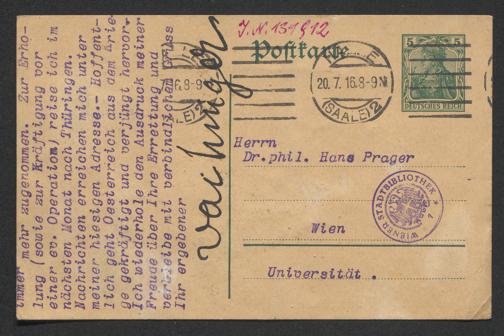 immer mehr zugenommen. Zur Erho-
lung (sowie zur Kräftigung vor
einer ev. Operation) reise ich im
nächsten Monat nach Thüringen.
Nachrichten erreichen mich unter
meiner hiesigen Adresse.- Hoffent-
lich geht Oesterreich aus dem Krie-
ge gekräftigt und verjüngt hervor.
Ich wiederhole den Ausdruck meiner
Freude über Ihre Errettung und
verbleibe mit verbindlichem Gruss
Ihr ergebener
Vaihinger
J.N. 131912
Postkarte
20.7.16.8-9N
(SAALE)2
5 5
DEUTSCHES REICH
Herrn
Dr.phil. Hans Prager
WIENER STADTBIBLIOTHEK
Wien
Universität.